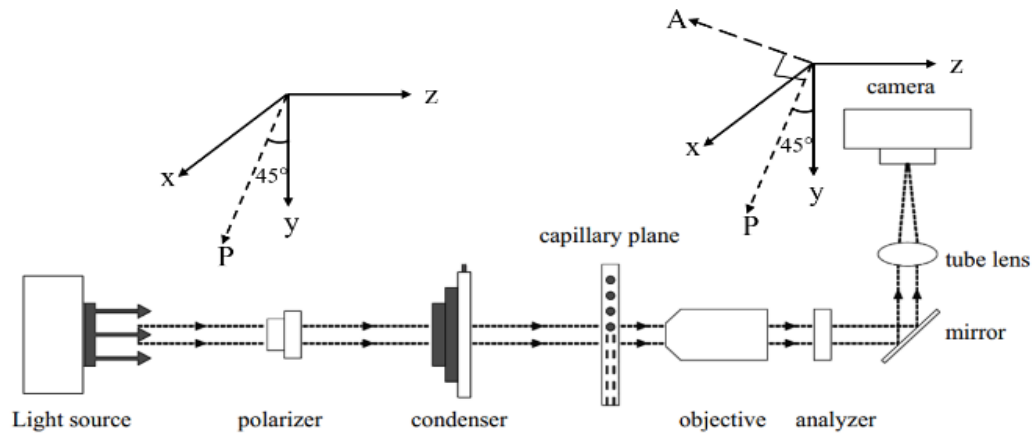 A
z
camera
x
45°
y
P
z
x
45°
y
P
capillary plane
tube lens
mirror
Light source
polarizer
condenser
objective
analyzer